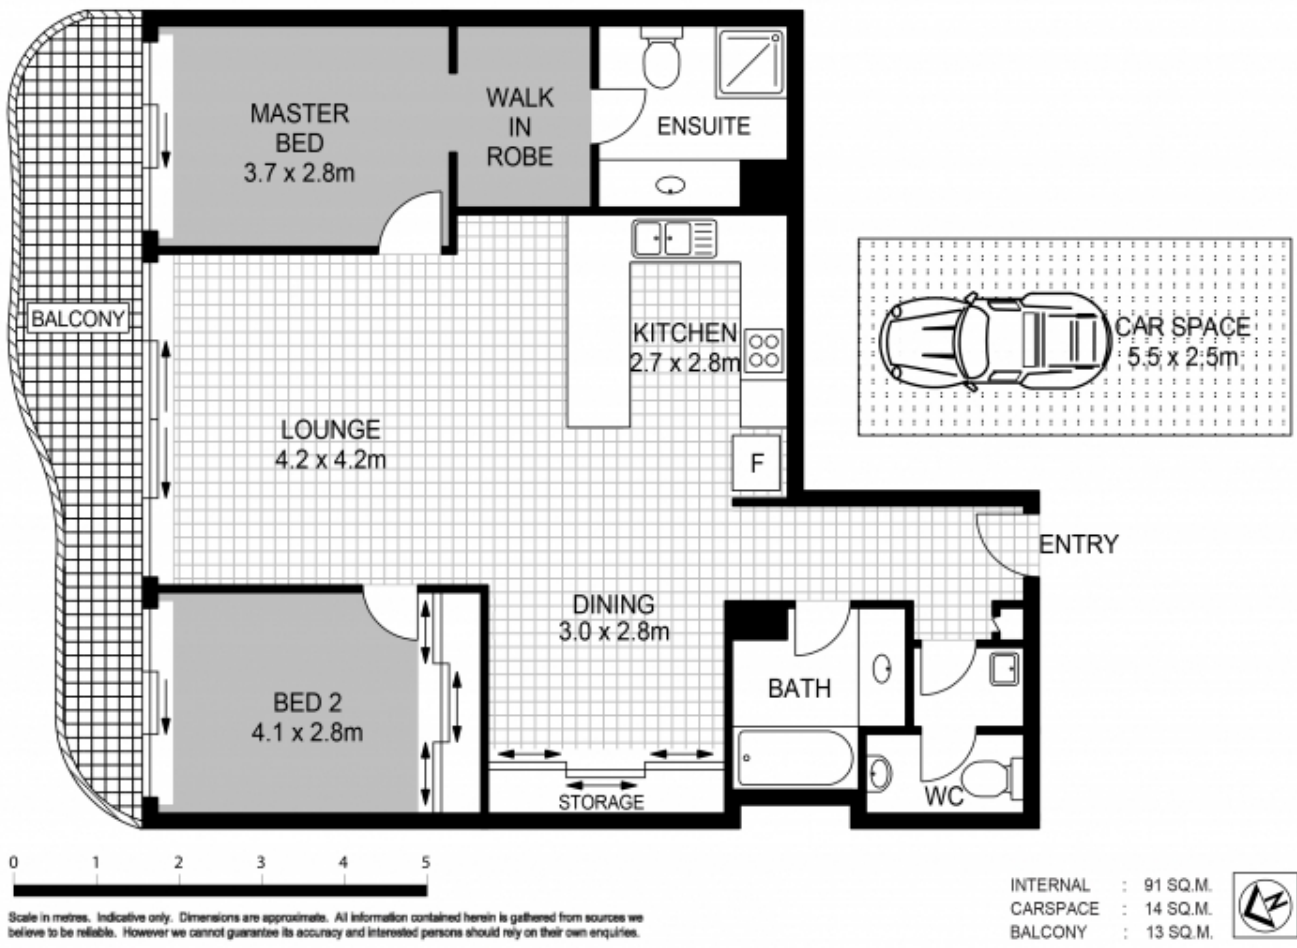 MASTER
BED
3.7 x 2.8m
WALK
IN
ROBE
ENSUITE
BALCONY
KITCHEN
2.7 x 2.8m
CAR SPACE
5.5 x 2.5m
LOUNGE
4.2 x 4.2m
F
ENTRY
DINING
3.0 x 2.8m
BED 2
4.1 x 2.8m
BATH
STORAGE
WC
0 1 2 3 4 5
Scale in metres. Indicative only. Dimensions are approximate. All information contained herein is gathered from sources we
believe to be reliable. However we cannot guarantee its accuracy and interested persons should rely on their own enquiries.
INTERNAL : 91 SQ.M.
CARSPACE : 14 SQ.M.
BALCONY : 13 SQ.M.
N